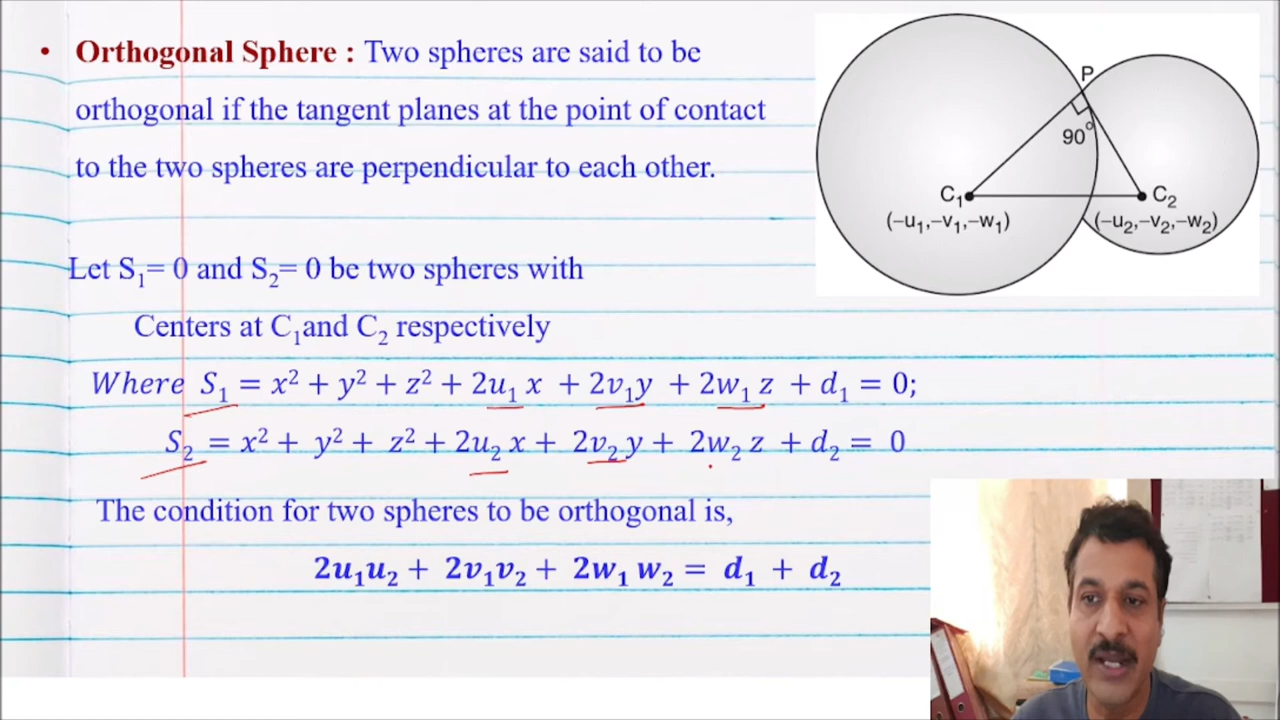 • Orthogonal Sphere : Two spheres are said to be
orthogonal if the tangent planes at the point of contact
to the two spheres are perpendicular to each other.
P
90°
C₁
C₂
(−u₁,−v₁,−w₁)
(−u₂,−v₂,−w₂)
Let S₁= 0 and S₂= 0 be two spheres with
Centers at C₁and C₂ respectively
Where S₁ = x² + y² + z² + 2u₁ x + 2v₁y + 2w₁ z + d₁ = 0;
S₂ = x² + y² + z² + 2u₂ x + 2v₂ y + 2w₂ z + d₂ = 0
The condition for two spheres to be orthogonal is,
2u₁u₂ + 2v₁v₂ + 2w₁ w₂ = d₁ + d₂